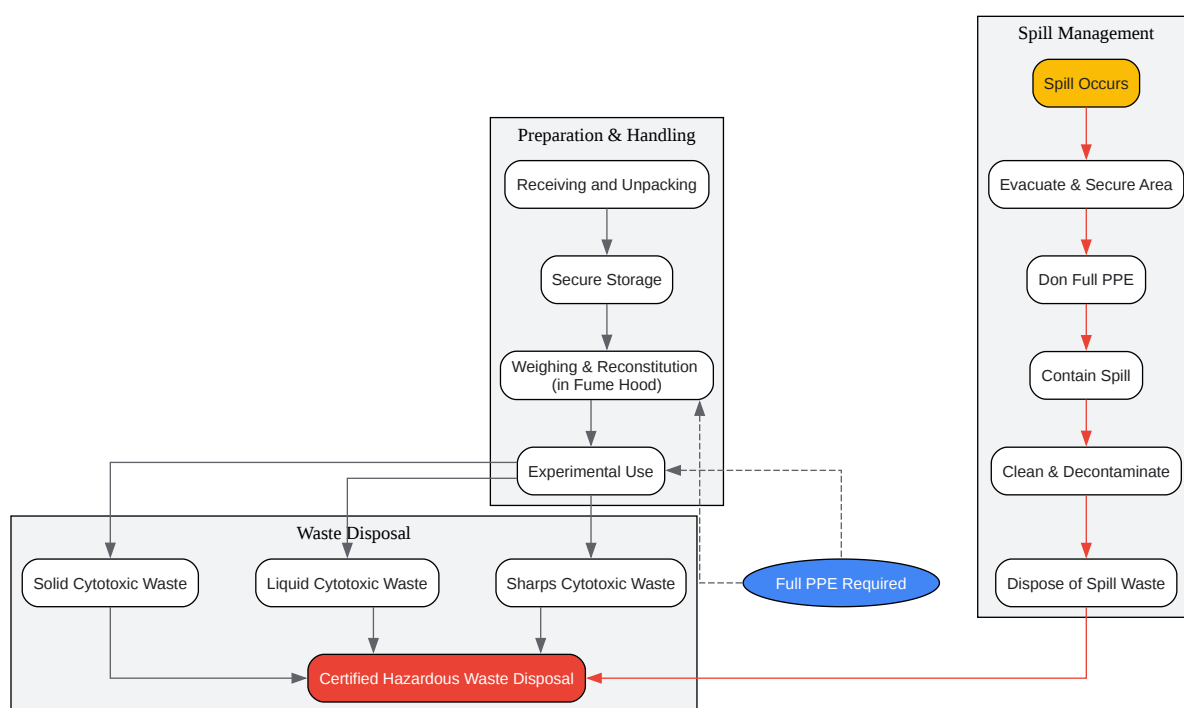 Spill Management
Spill Occurs
Evacuate & Secure Area
Don Full PPE
Contain Spill
Clean & Decontaminate
Dispose of Spill Waste
Preparation & Handling
Receiving and Unpacking
Secure Storage
Weighing & Reconstitution
(in Fume Hood)
Experimental Use
Full PPE Required
Waste Disposal
Solid Cytotoxic Waste
Liquid Cytotoxic Waste
Sharps Cytotoxic Waste
Certified Hazardous Waste Disposal